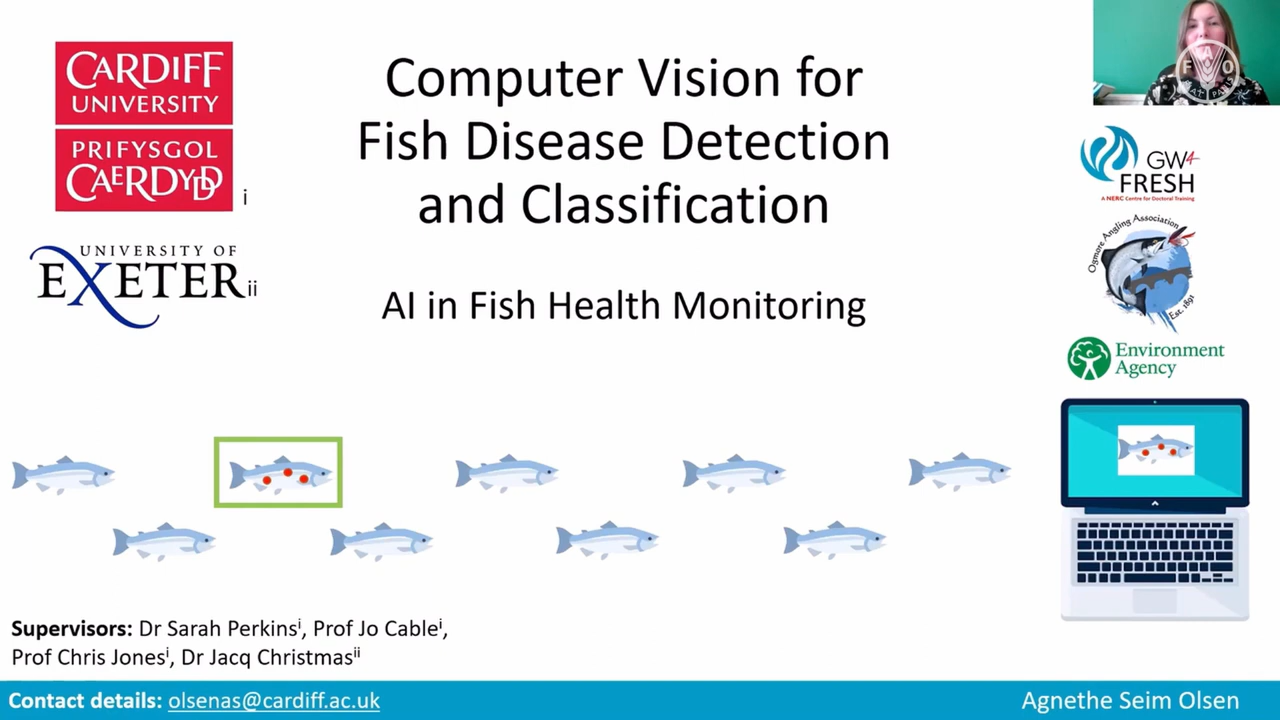 CARDIFF
UNIVERSITY
PRIFYSGOL
CAERDYDD
i
UNIVERSITY OF
EXETER
ii
Computer Vision for
Fish Disease Detection
and Classification
AI in Fish Health Monitoring
F A O
GW4
FRESH
A NERC Centre for Doctoral Training
Ogmore Angling Association
Est. 1891
Environment
Agency
Supervisors: Dr Sarah Perkinsⁱ, Prof Jo Cableⁱ,
Prof Chris Jonesⁱ, Dr Jacq Christmasⁱⁱ
Contact details: olsenas@cardiff.ac.uk
Agnethe Seim Olsen